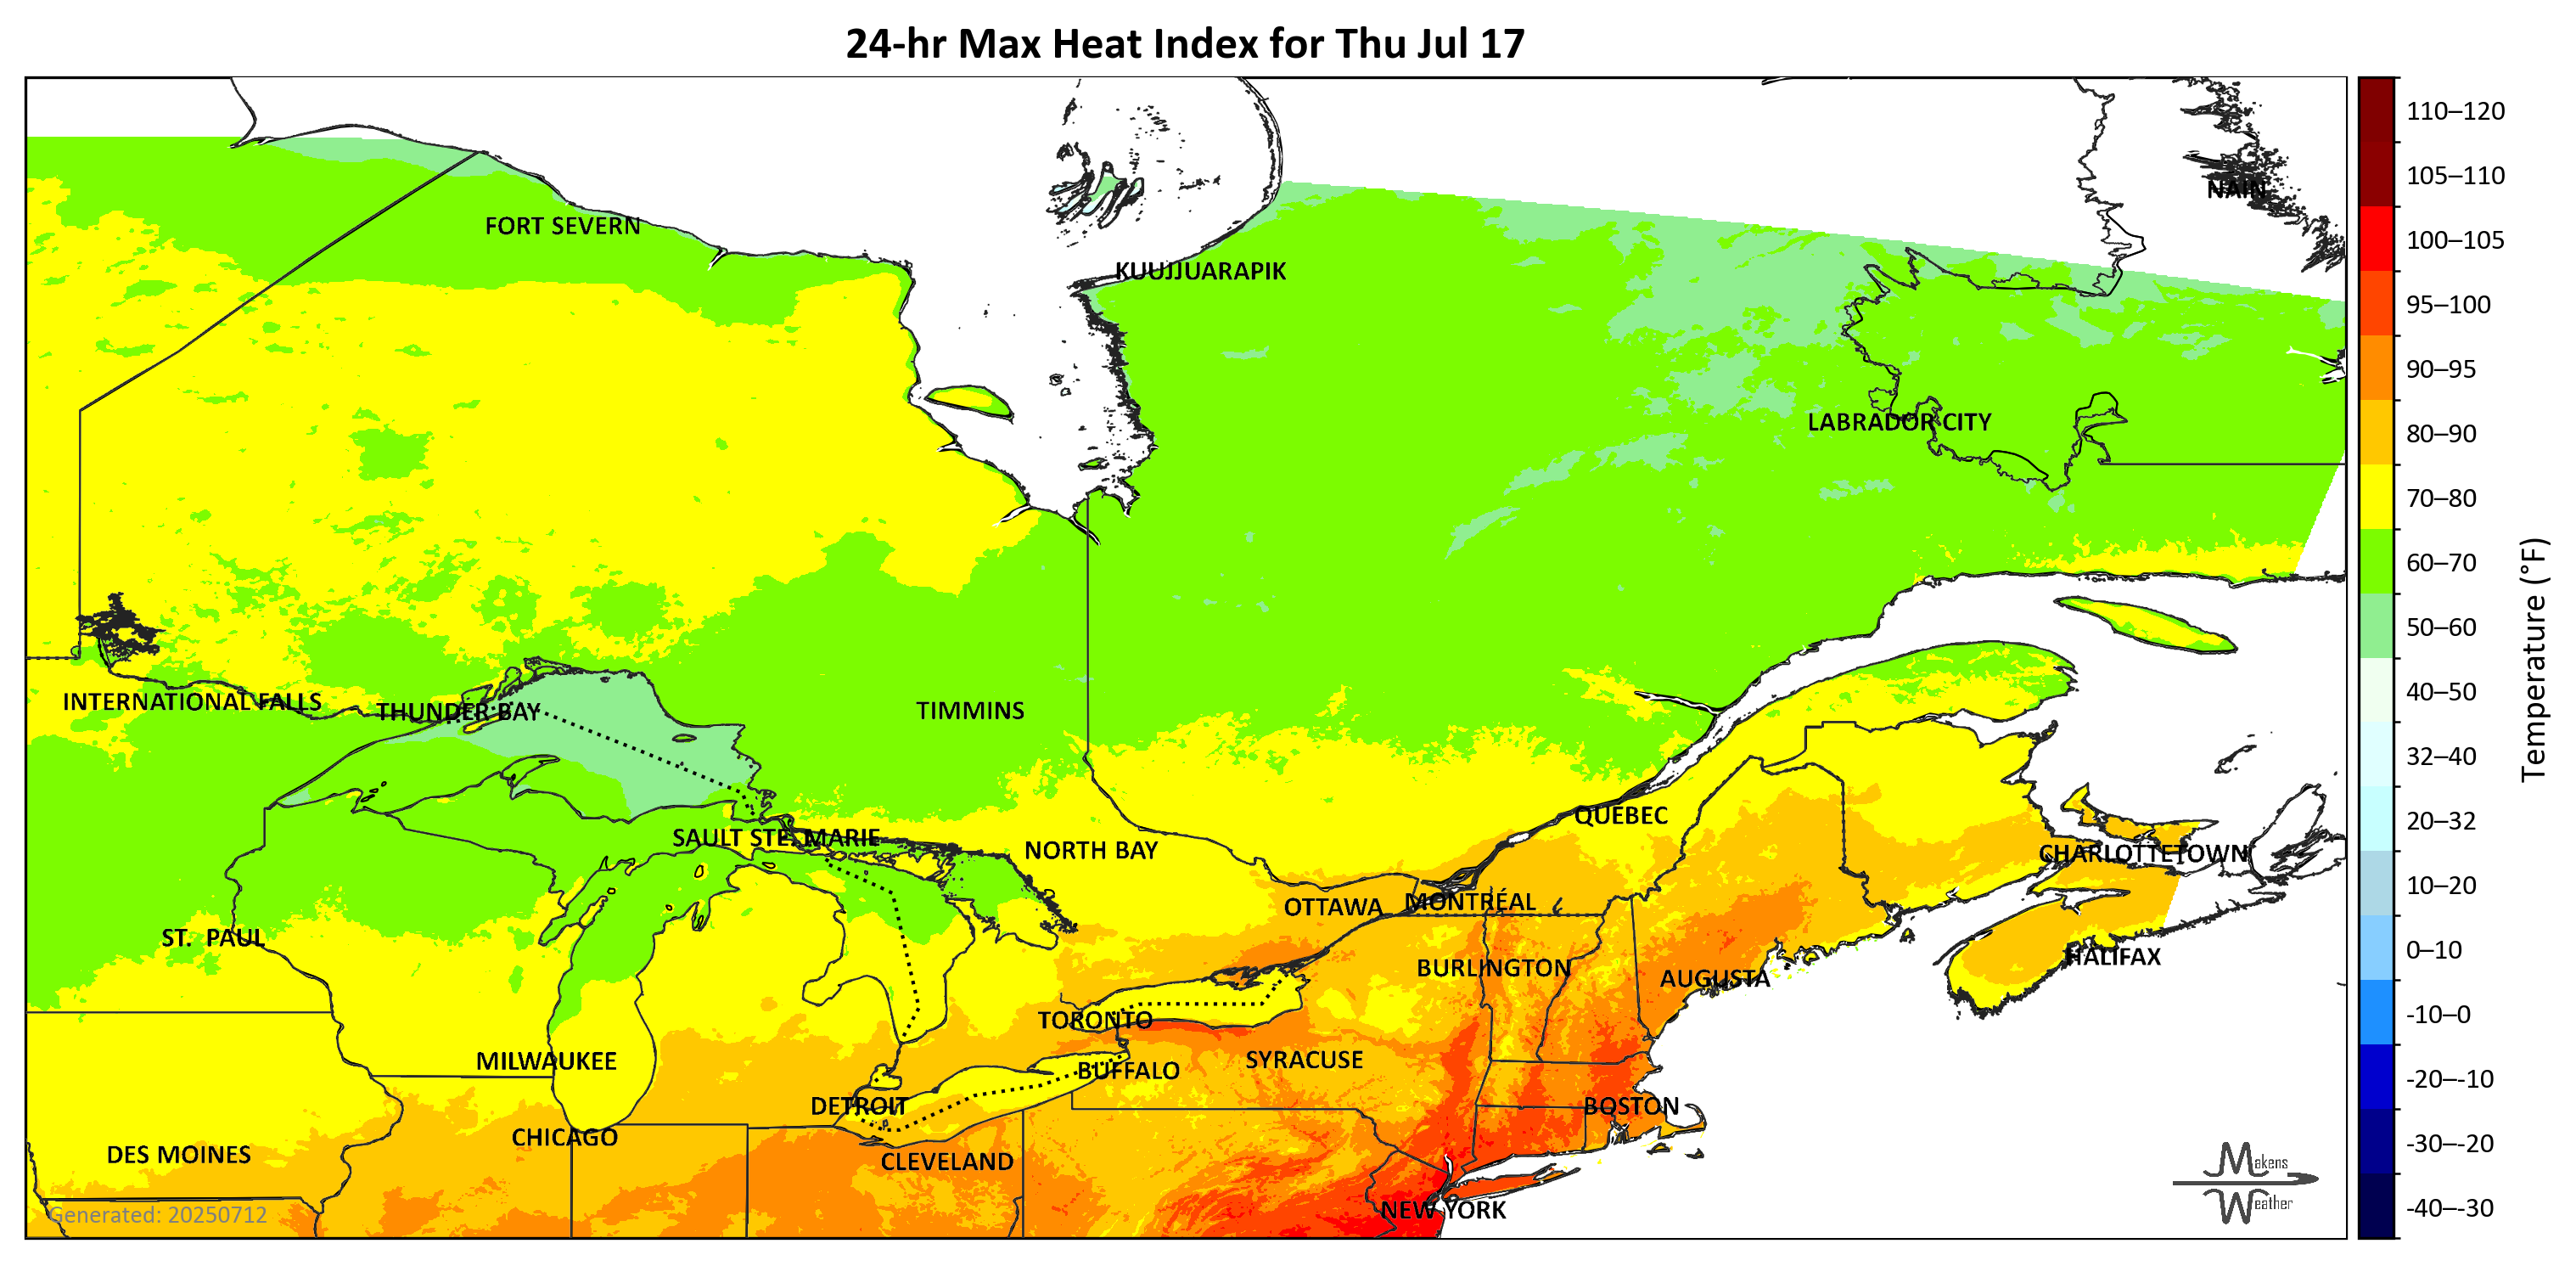 24-hr Max Heat Index for Thu Jul 17
NAIN
FORT SEVERN
KUUJJUARAPIK
LABRADOR CITY
INTERNATIONAL FALLS
THUNDER BAY
TIMMINS
QUÉBEC
SAULT STE. MARIE
NORTH BAY
CHARLOTTETOWN
OTTAWA
MONTRÉAL
ST. PAUL
HALIFAX
BURLINGTON
AUGUSTA
TORONTO
MILWAUKEE
SYRACUSE
BUFFALO
DETROIT
BOSTON
CHICAGO
DES MOINES
CLEVELAND
NEW YORK
Generated: 20250712
Makens
Weather
110–120
105–110
100–105
95–100
90–95
80–90
70–80
60–70
50–60
40–50
32–40
20–32
10–20
0–10
-10–0
-20–-10
-30–-20
-40–-30
Temperature (°F)